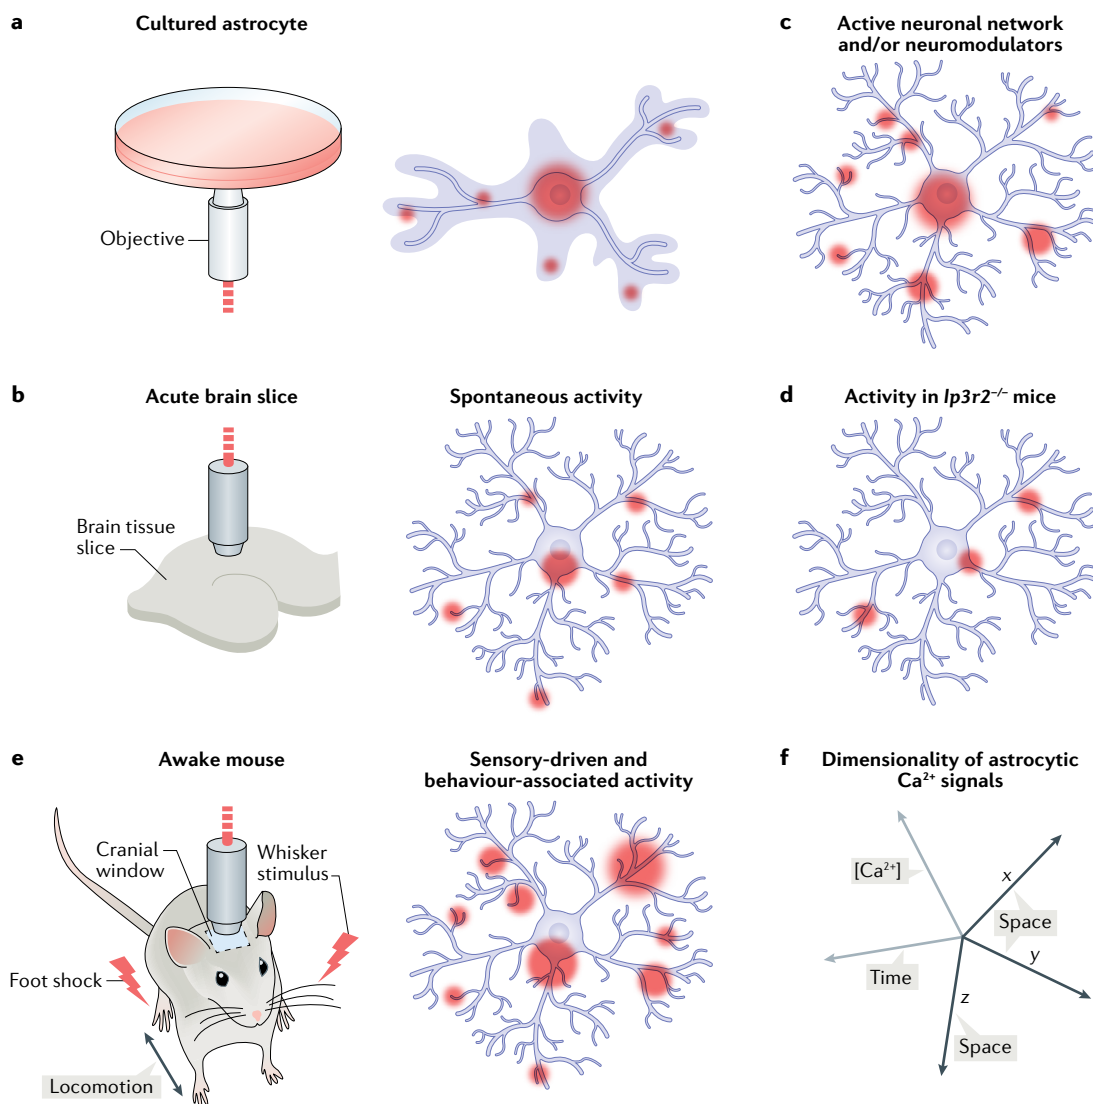 a
Cultured astrocyte
Objective
c
Active neuronal network
and/or neuromodulators
b
Acute brain slice
Brain tissue
slice
Spontaneous activity
d
Activity in Ip3r2⁻/⁻ mice
e
Awake mouse
Cranial
window
Whisker
stimulus
Foot shock
Locomotion
Sensory-driven and
behaviour-associated activity
f
Dimensionality of astrocytic
Ca²⁺ signals
[Ca²⁺]
x
Space
y
Time
z
Space